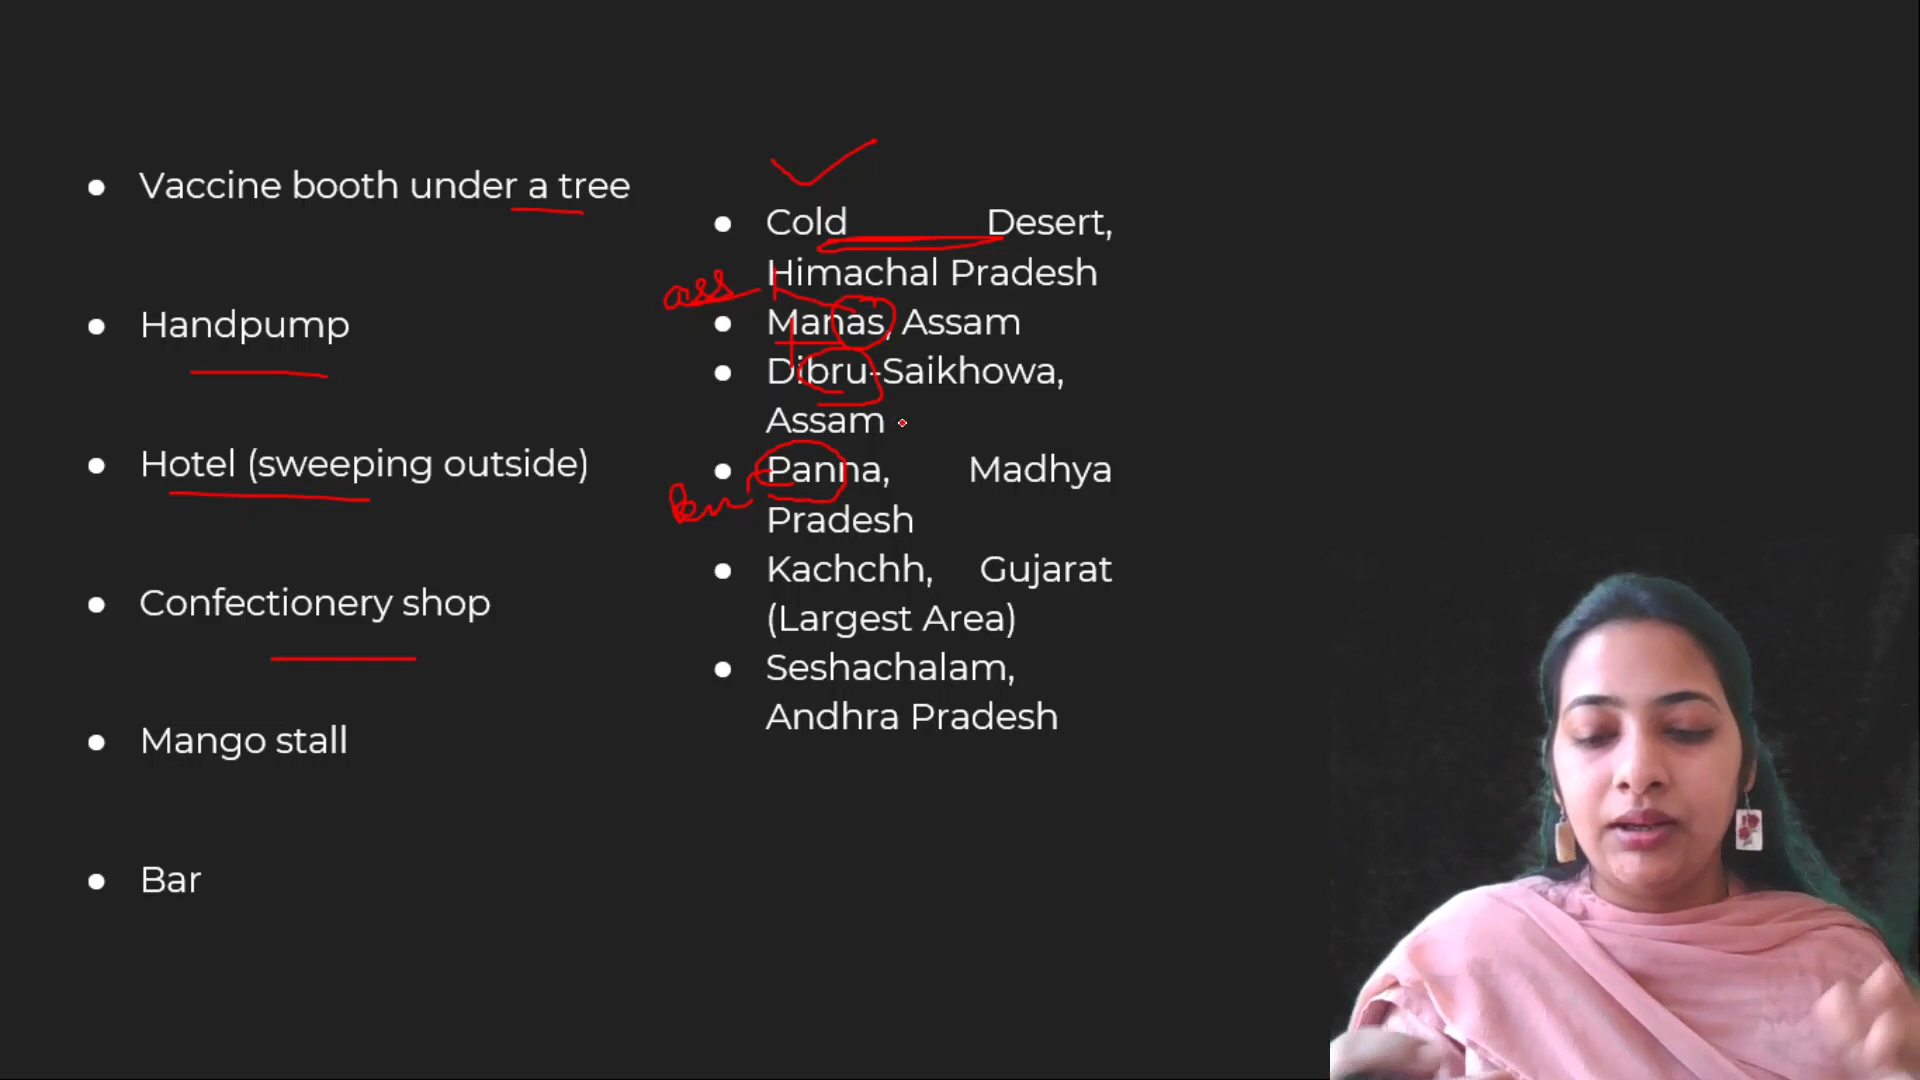 Vaccine booth under a tree
Handpump
Hotel (sweeping outside)
Confectionery shop
Mango stall
Bar
Cold Desert,
Himachal Pradesh
ass
Manas, Assam
Dibru-Saikhowa,
Assam
Panna, Madhya
Pradesh
Kachchh, Gujarat
(Largest Area)
Seshachalam,
Andhra Pradesh